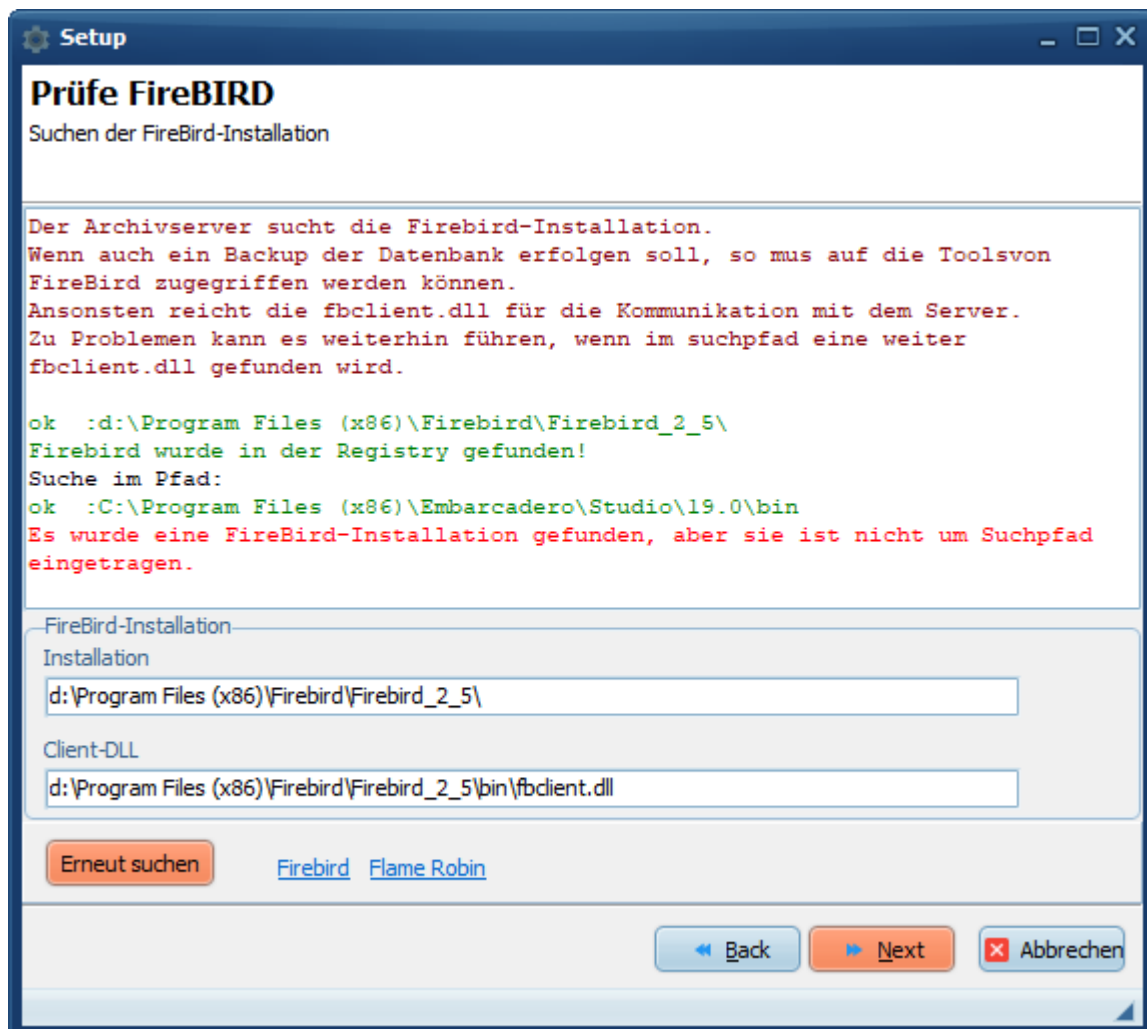 Setup
Prüfe FireBIRD
Suchen der FireBird-Installation
Der Archivserver sucht die Firebird-Installation.
Wenn auch ein Backup der Datenbank erfolgen soll, so mus auf die Toolsvon
FireBird zugegriffen werden können.
Ansonsten reicht die fbclient.dll für die Kommunikation mit dem Server.
Zu Problemen kann es weiterhin führen, wenn im suchpfad eine weiter
fbclient.dll gefunden wird.
ok  :d:\Program Files (x86)\Firebird\Firebird_2_5\
Firebird wurde in der Registry gefunden!
Suche im Pfad:
ok  :C:\Program Files (x86)\Embarcadero\Studio\19.0\bin
Es wurde eine FireBird-Installation gefunden, aber sie ist nicht um Suchpfad
eingetragen.
FireBird-Installation
Installation
d:\Program Files (x86)\Firebird\Firebird_2_5\
Client-DLL
d:\Program Files (x86)\Firebird\Firebird_2_5\bin\fbclient.dll
Erneut suchen Firebird Flame Robin
Back Next Abbrechen